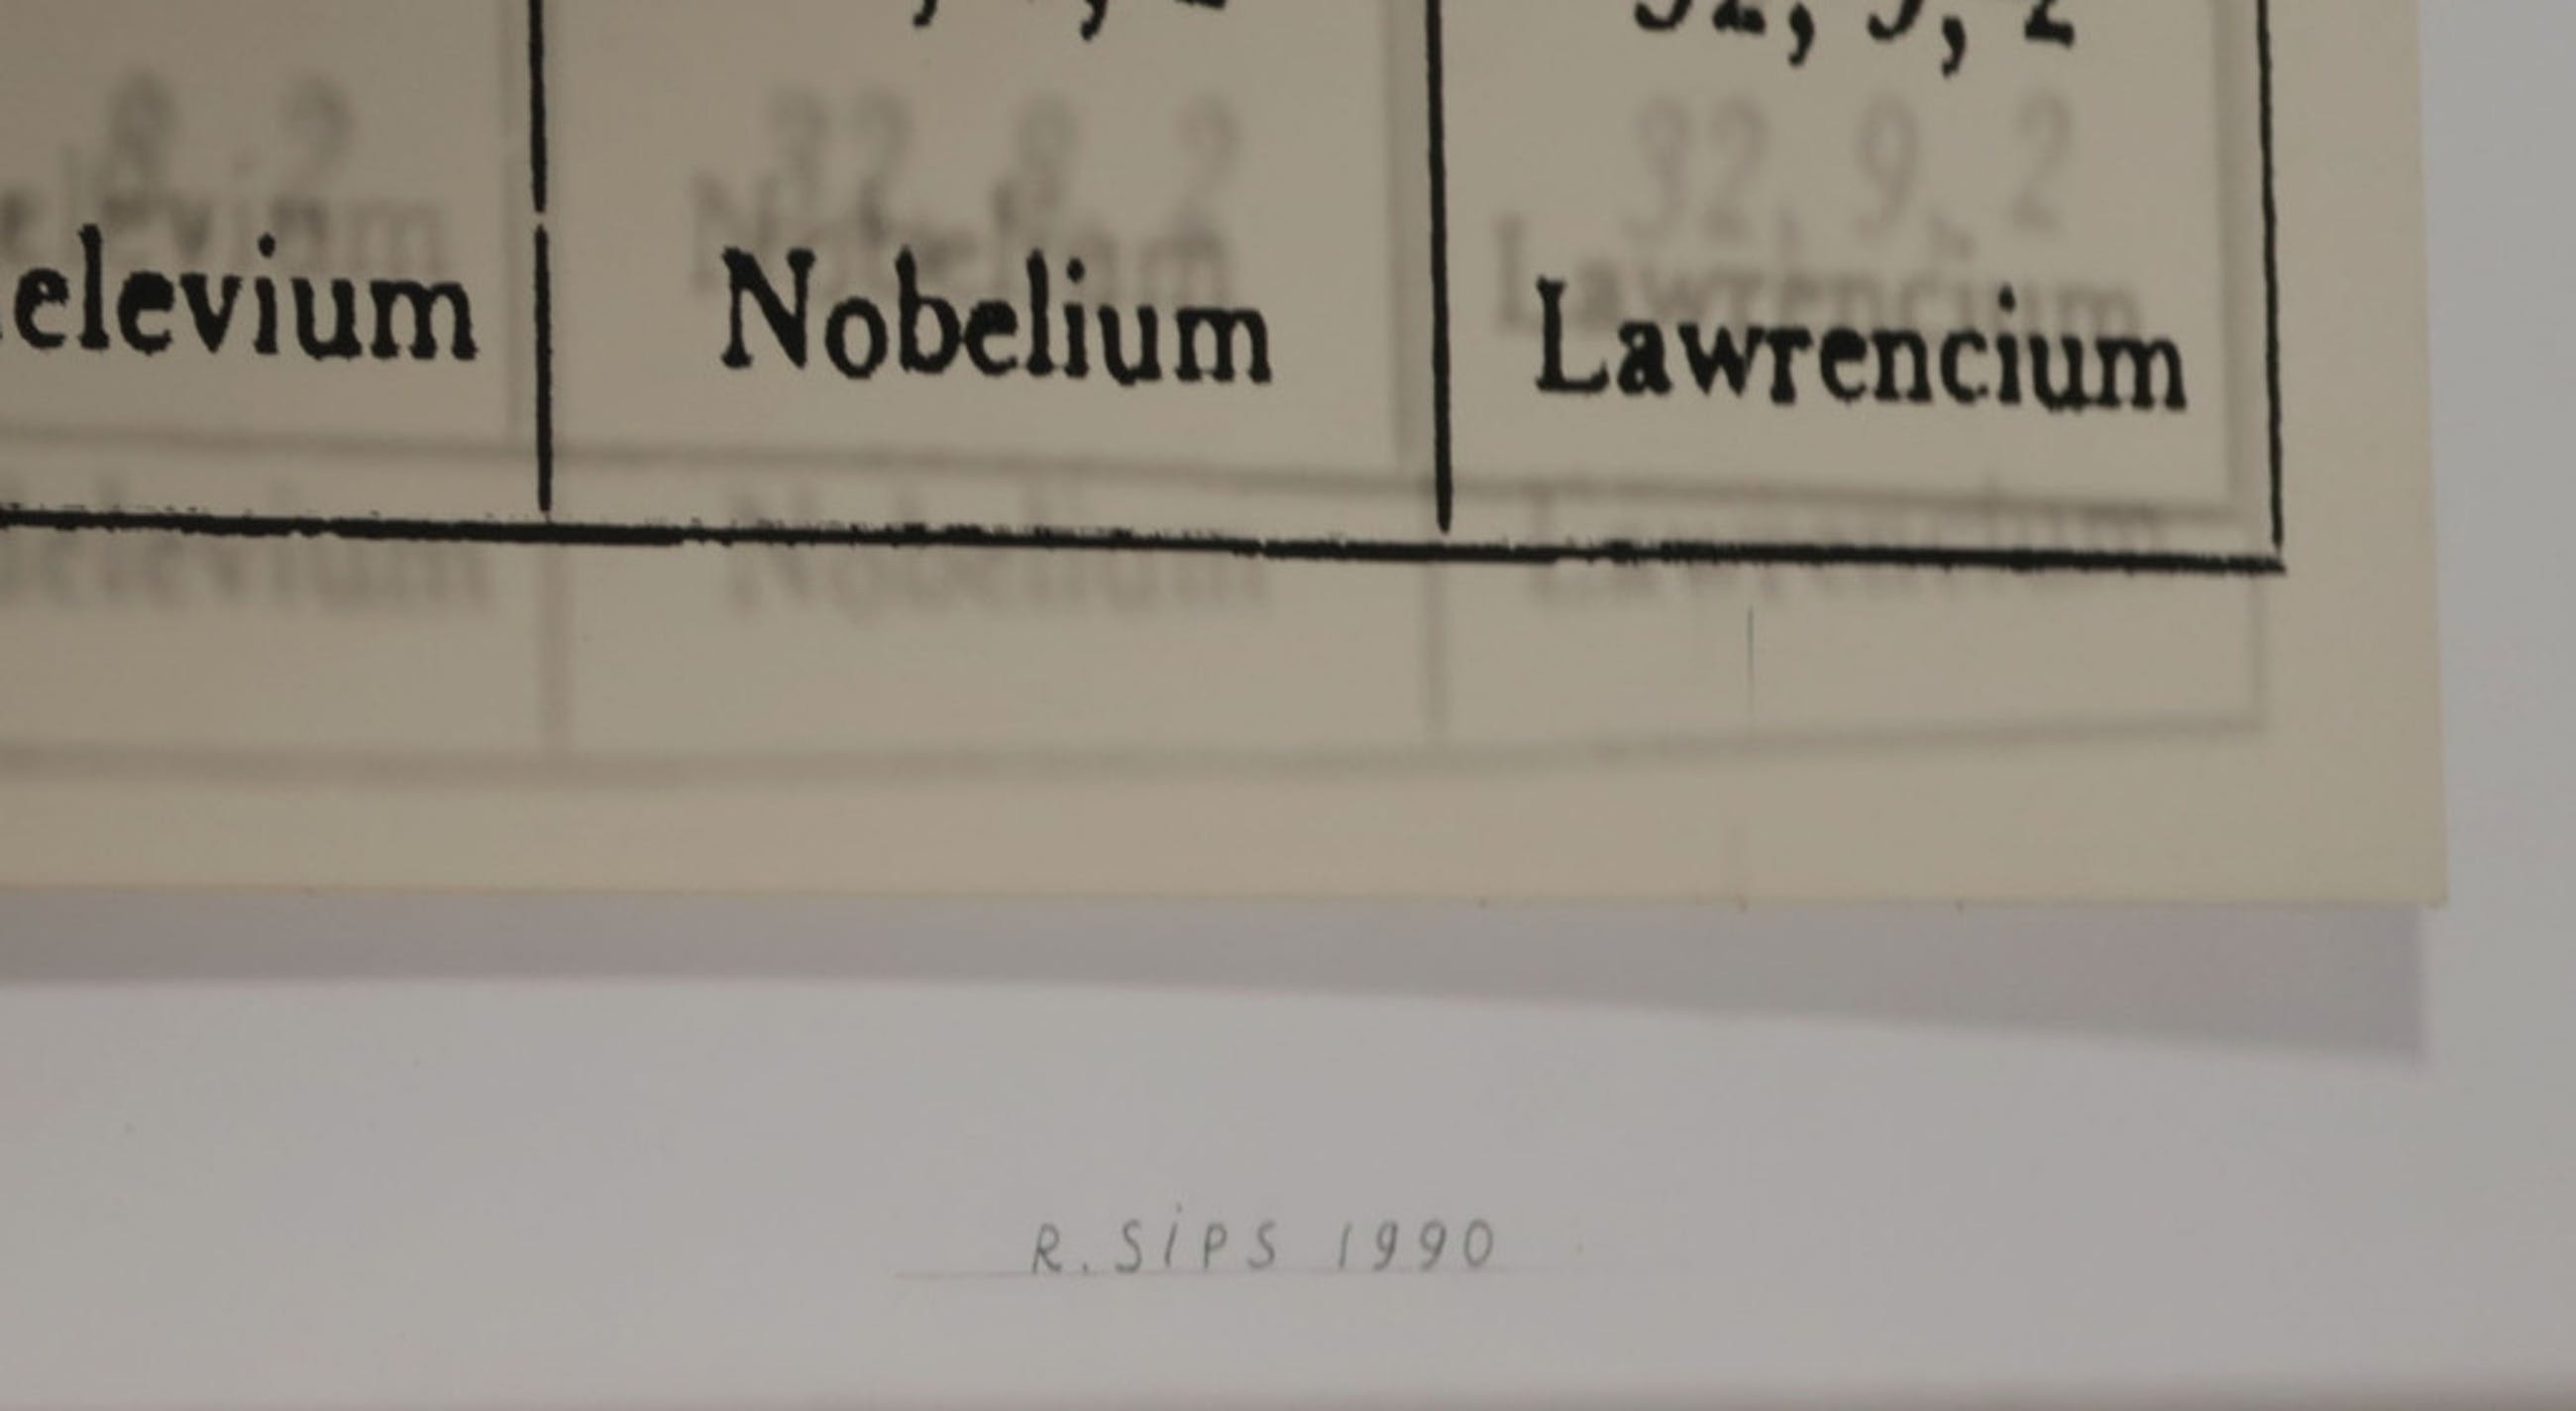 32, 9, 2
elevium Nobelium Lawrencium
R. SIPS 1990